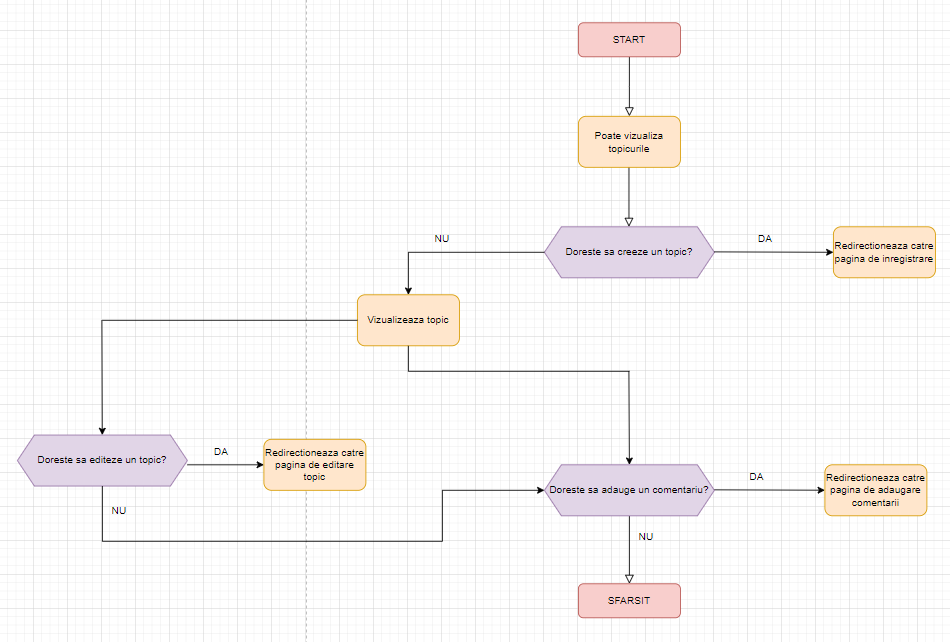 START
Poate vizualiza
topicurile
NU
DA
Doreste sa creeze un topic?
Redirectioneaza catre
pagina de inregistrare
Vizualizeaza topic
Doreste sa editeze un topic?
DA
Redirectioneaza catre
pagina de editare
topic
NU
Doreste sa adauge un comentariu?
DA
Redirectioneaza catre
pagina de adaugare
comentarii
NU
SFARSIT